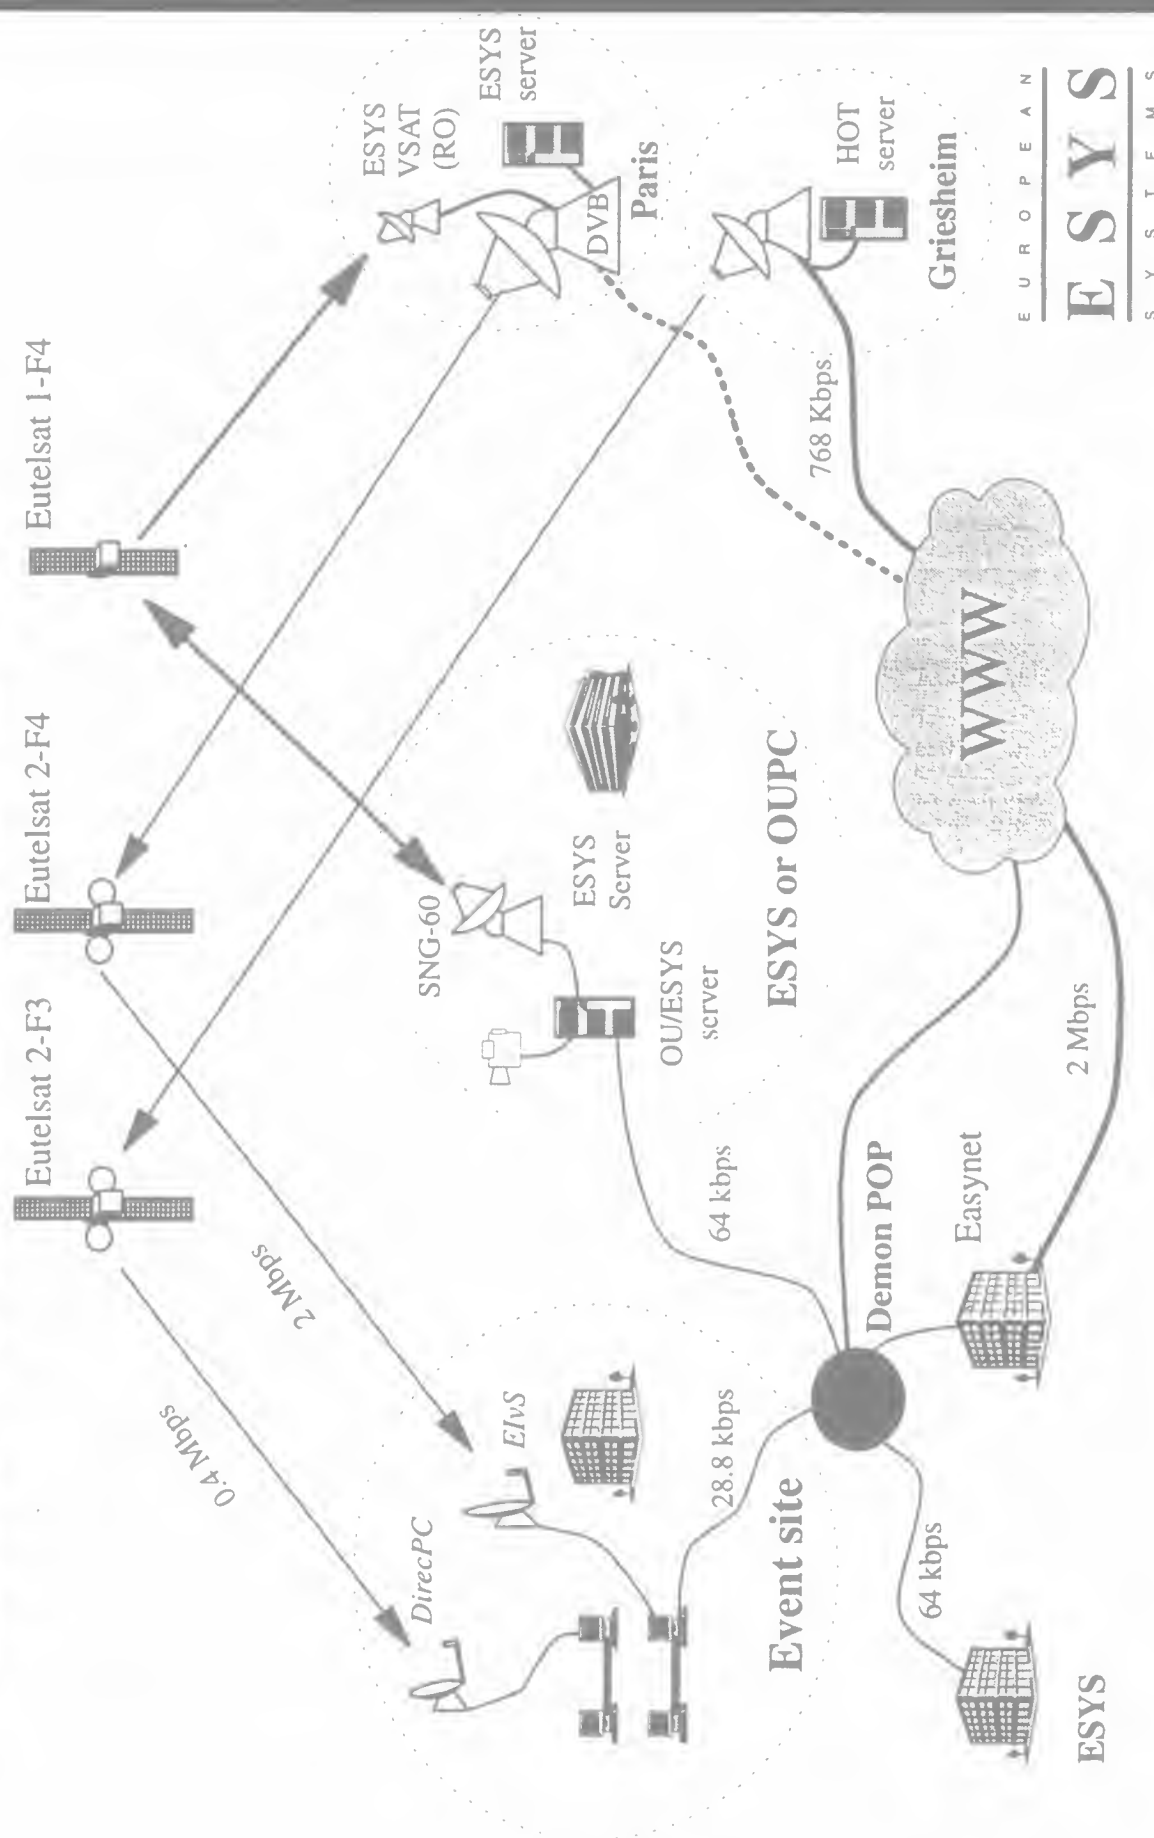 Eutelsat 2-F3
Eutelsat 2-F4
Eutelsat 1-F4
0.4 Mbps
2 Mbps
DirecPC
EIvS
SNG-60
ESYS
VSAT
(RO)
ESYS
server
DVB
Paris
ESYS
Server
OU/ESYS
server
ESYS or OUPC
HOT
server
Griesheim
28.8 kbps
64 kbps
768 Kbps
Event site
Demon POP
64 kbps
Easynet
WWW
2 Mbps
ESYS
EUROPEAN
ESYS
SYSTEMS